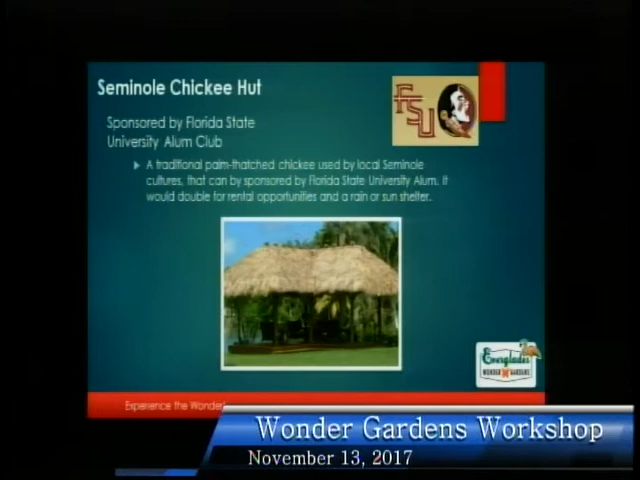 Seminole Chickee Hut
FSU
Sponsored by Florida State
University Alum Club
A traditional palm-thatched chickee used by local Seminole
cultures, that can by sponsored by Florida State University Alum. It
would double for rental opportunities and a rain or sun shelter.
Everglades
WONDER GARDENS
Experience the Wonder!
Wonder Gardens Workshop
November 13, 2017